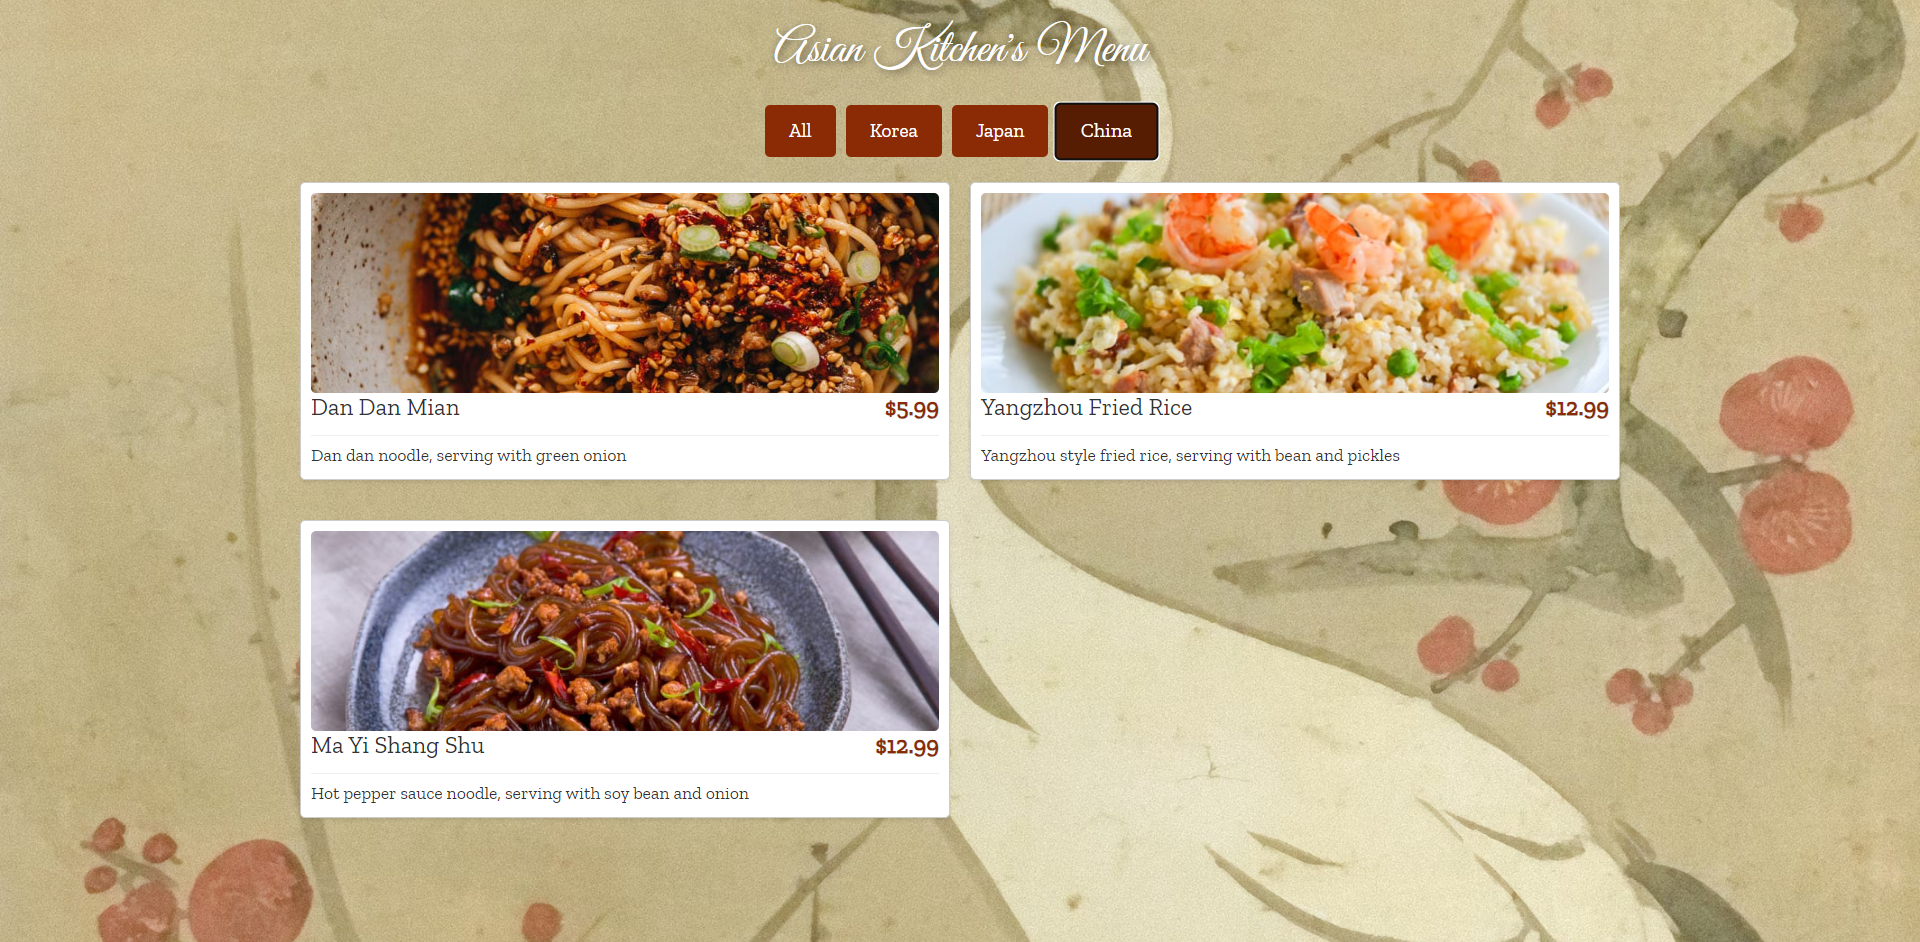 Asian Kitchen's Menu
All
Korea
Japan
China
Dan Dan Mian
$5.99
Dan dan noodle, serving with green onion
Yangzhou Fried Rice
$12.99
Yangzhou style fried rice, serving with bean and pickles
Ma Yi Shang Shu
$12.99
Hot pepper sauce noodle, serving with soy bean and onion